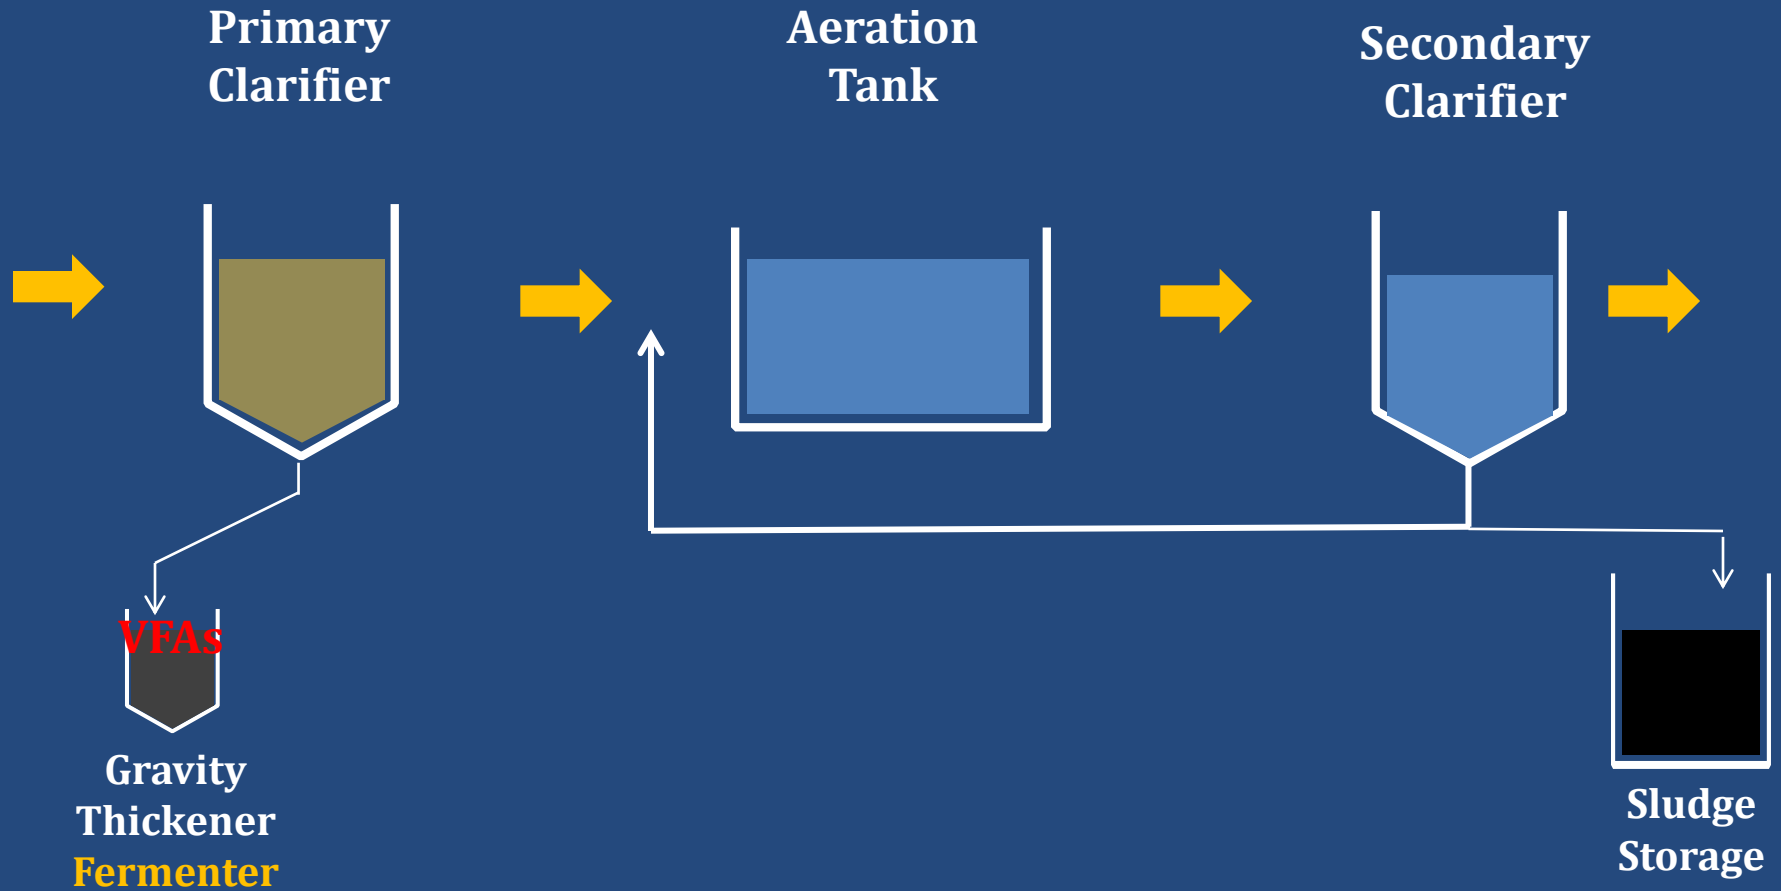 Primary
Clarifier
Aeration
Tank
Secondary
Clarifier
VFAs
Gravity
Thickener
Fermenter
Sludge
Storage